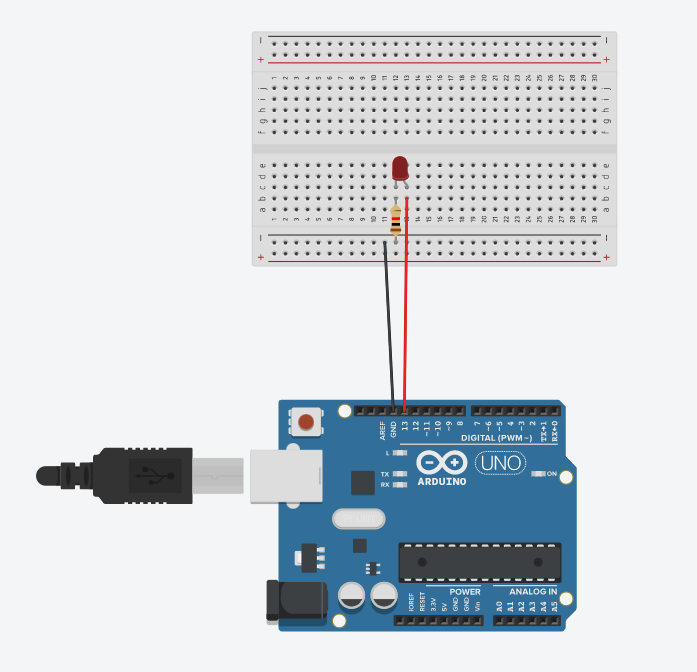 − −
+ +
1 2 3 4 5 6 7 8 9 10 11 12 13 14 15 16 17 18 19 20 21 22 23 24 25 26 27 28 29 30
j j
i i
h h
g g
f f
e e
d d
c c
b b
a a
1 2 3 4 5 6 7 8 9 10 11 12 13 14 15 16 17 18 19 20 21 22 23 24 25 26 27 28 29 30
− −
+ +
AREF GND 13 12 ~11 ~10 ~9 8 7 ~6 ~5 ~4 ~3 2 TX→1 RX←0
DIGITAL (PWM~)
L
TX
RX
UNO
ARDUINO
ON
POWER ANALOG IN
IOREF RESET 3.3V 5V GND GND Vin A0 A1 A2 A3 A4 A5